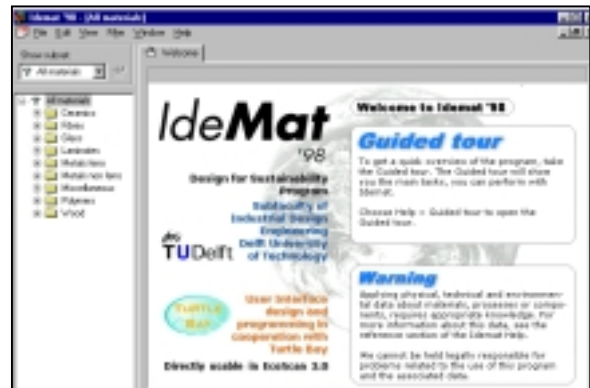 Idemat '98 - [All materials]
File Edit View Filter Window Help
Show subset:
All materials
Welcome
All materials
Ceramics
Fibres
Glass
Laminates
Metals ferro
Metals non ferro
Miscellaneous
Polymers
Wood
IdeMat
'98
Design for Sustainability
Program
Subfaculty of
Industrial Design
Engineering
Delft University
of Technology
TUDelft
TURTLE
BAY
User Interface
design and
programming in
cooperation with
Turtle Bay
Directly usable in EcoScan 2.0
Welcome to Idemat '98
Guided tour
To get a quick overview of the program, take
the Guided tour. The Guided tour will show
you the main tasks, you can perform with
Idemat.
Choose Help > Guided tour to open the
Guided tour.
Warning
Applying physical, technical and environmen-
tal data about materials, processes or compo-
nents, requires appropriate knowledge. For
more information about this data, see the
reference section of the Idemat Help.
We cannot be held legally responsible for
problems related to the use of this program
and the associated data.